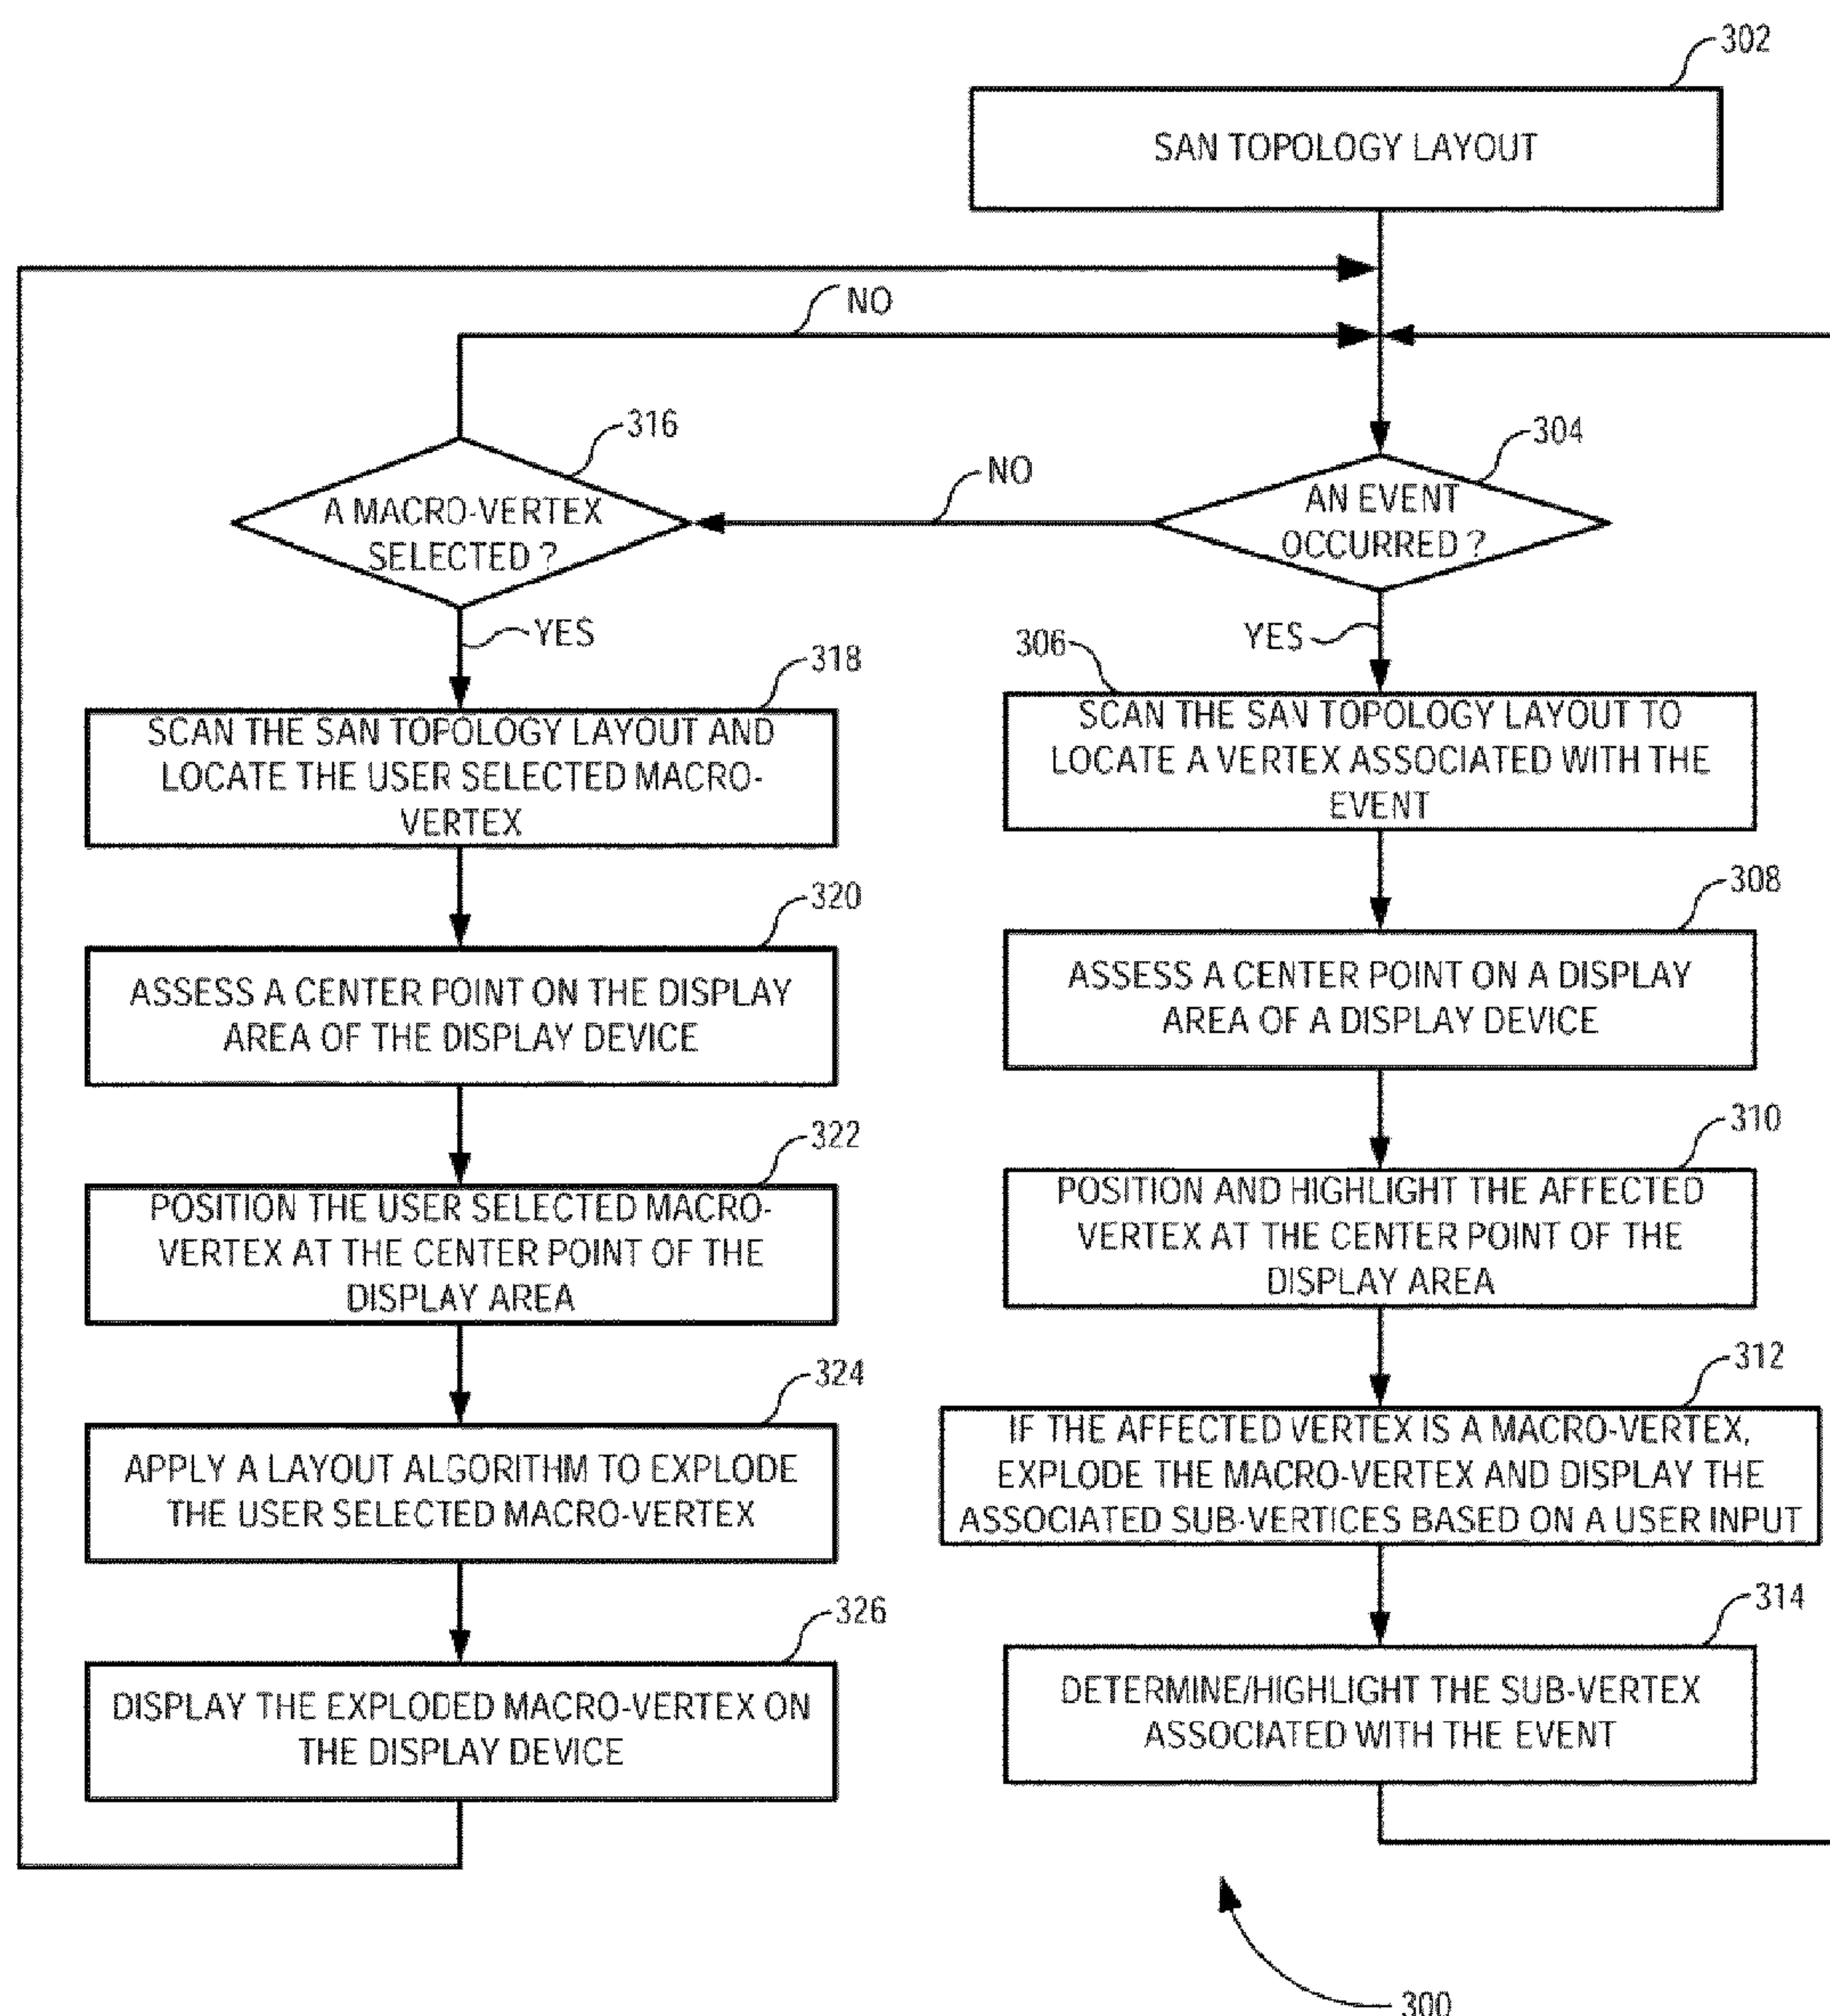 302
SAN TOPOLOGY LAYOUT
NO
316
A MACRO-VERTEX
SELECTED ?
NO
304
AN EVENT
OCCURRED ?
YES
YES
318
SCAN THE SAN TOPOLOGY LAYOUT AND
LOCATE THE USER SELECTED MACRO-
VERTEX
306
SCAN THE SAN TOPOLOGY LAYOUT TO
LOCATE A VERTEX ASSOCIATED WITH THE
EVENT
320
ASSESS A CENTER POINT ON THE DISPLAY
AREA OF THE DISPLAY DEVICE
308
ASSESS A CENTER POINT ON A DISPLAY
AREA OF A DISPLAY DEVICE
322
POSITION THE USER SELECTED MACRO-
VERTEX AT THE CENTER POINT OF THE
DISPLAY AREA
310
POSITION AND HIGHLIGHT THE AFFECTED
VERTEX AT THE CENTER POINT OF THE
DISPLAY AREA
324
APPLY A LAYOUT ALGORITHM TO EXPLODE
THE USER SELECTED MACRO-VERTEX
312
IF THE AFFECTED VERTEX IS A MACRO-VERTEX,
EXPLODE THE MACRO-VERTEX AND DISPLAY THE
ASSOCIATED SUB-VERTICES BASED ON A USER INPUT
326
DISPLAY THE EXPLODED MACRO-VERTEX ON
THE DISPLAY DEVICE
314
DETERMINE/HIGHLIGHT THE SUB-VERTEX
ASSOCIATED WITH THE EVENT
300